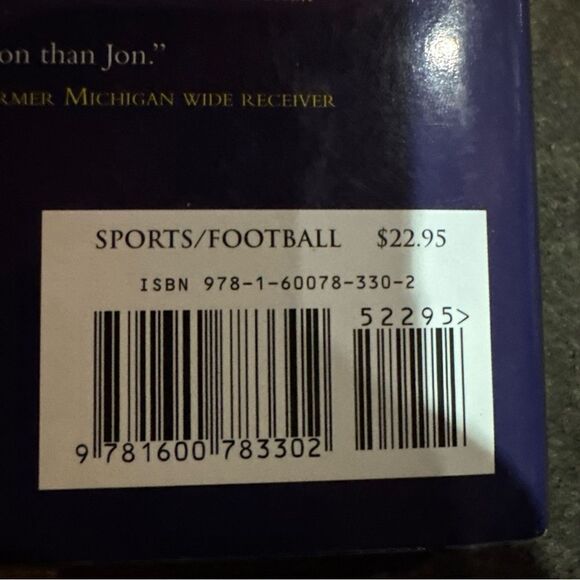 on than Jon.”
MICHIGAN WIDE RECEIVER
SPORTS/FOOTBALL $22.95
ISBN 978-1-60078-330-2
52295>
9 781600 783302